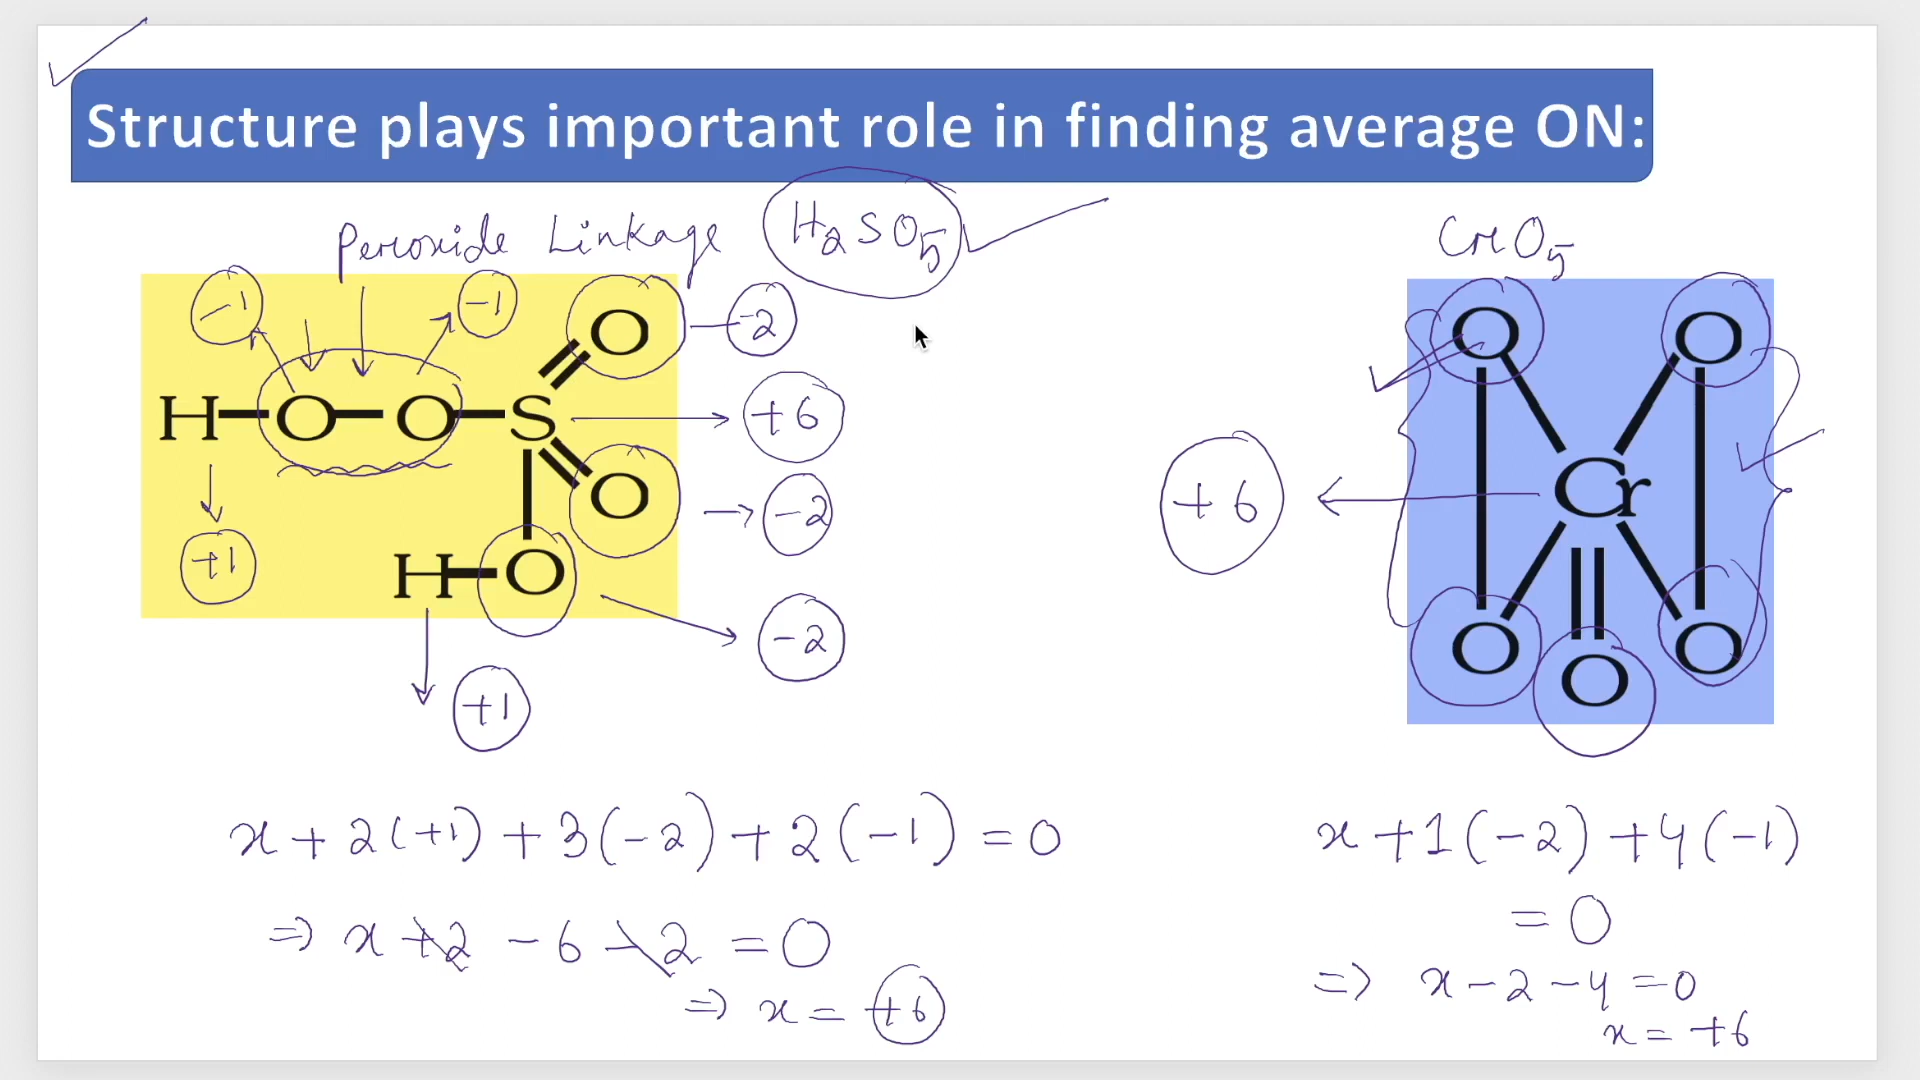 Structure plays important role in finding average ON:
Peroxide Linkage
H2SO5
CrO5
-1
-1
O
-2
H-O-O-S
+6
O
-2
+1
H-O
-2
+1
O
O
+6
Cr
O
O
O
x + 2(+1) + 3(-2) + 2(-1) = 0
⇒ x +2 - 6 - 2 = 0
⇒ x = +6
x + 1(-2) + 4(-1)
= 0
⇒ x - 2 - 4 = 0
x = +6